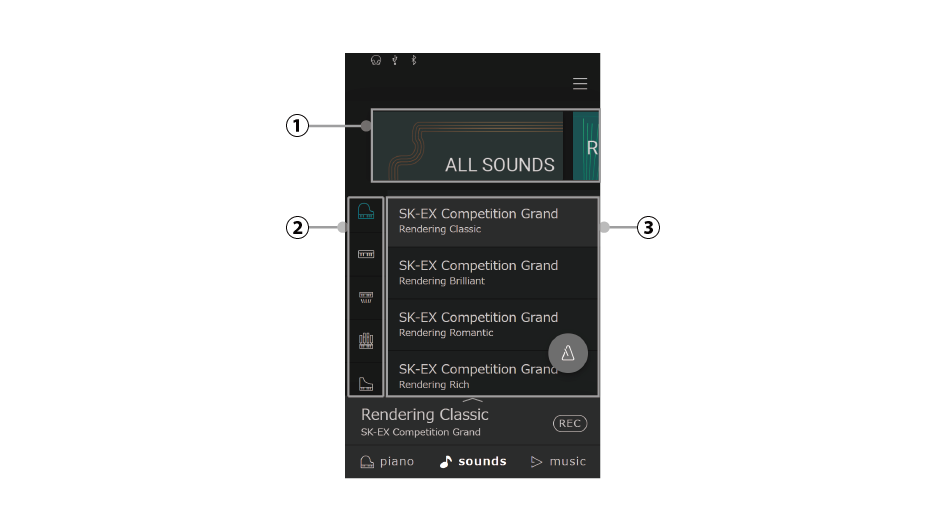 1
ALL SOUNDS
R
2
3
SK-EX Competition Grand
Rendering Classic
SK-EX Competition Grand
Rendering Brilliant
SK-EX Competition Grand
Rendering Romantic
SK-EX Competition Grand
Rendering Rich
Rendering Classic
SK-EX Competition Grand
REC
piano
sounds
music